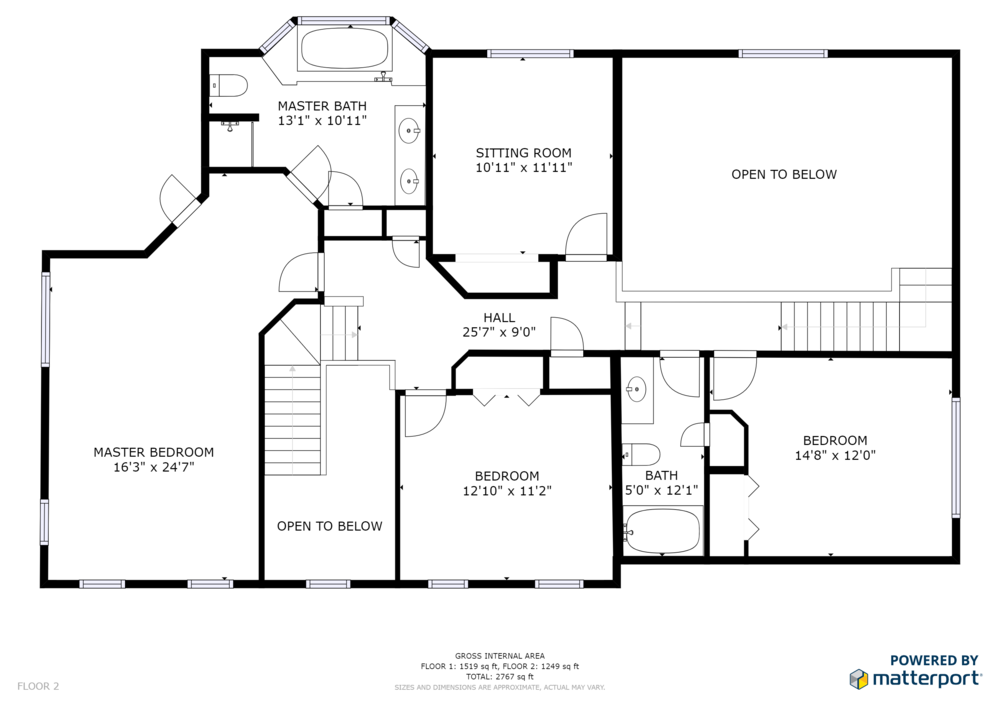 MASTER BATH
13'1" x 10'11"
SITTING ROOM
10'11" x 11'11"
OPEN TO BELOW
HALL
25'7" x 9'0"
MASTER BEDROOM
16'3" x 24'7"
BEDROOM
12'10" x 11'2"
BATH
5'0" x 12'1"
BEDROOM
14'8" x 12'0"
OPEN TO BELOW
GROSS INTERNAL AREA
FLOOR 1: 1519 sq ft, FLOOR 2: 1249 sq ft
TOTAL: 2767 sq ft
SIZES AND DIMENSIONS ARE APPROXIMATE, ACTUAL MAY VARY.
FLOOR 2
POWERED BY
matterport